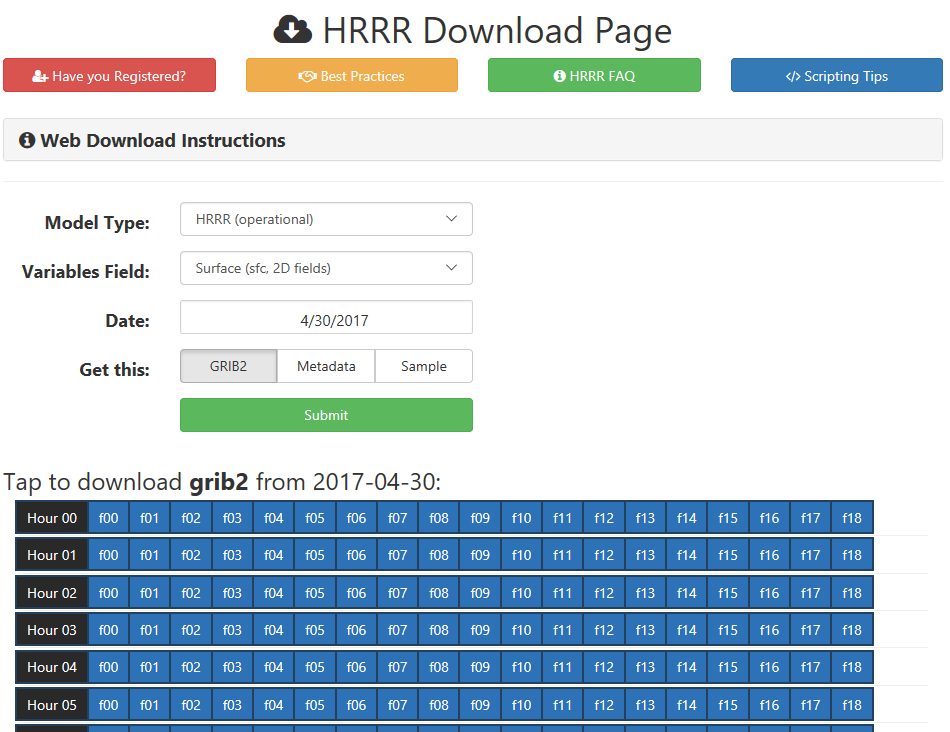 HRRR Download Page
Have you Registered? Best Practices HRRR FAQ </> Scripting Tips
Web Download Instructions
Model Type: HRRR (operational)
Variables Field: Surface (sfc, 2D fields)
Date: 4/30/2017
Get this: GRIB2 Metadata Sample
Submit
Tap to download grib2 from 2017-04-30:
Hour 00 f00 f01 f02 f03 f04 f05 f06 f07 f08 f09 f10 f11 f12 f13 f14 f15 f16 f17 f18
Hour 01 f00 f01 f02 f03 f04 f05 f06 f07 f08 f09 f10 f11 f12 f13 f14 f15 f16 f17 f18
Hour 02 f00 f01 f02 f03 f04 f05 f06 f07 f08 f09 f10 f11 f12 f13 f14 f15 f16 f17 f18
Hour 03 f00 f01 f02 f03 f04 f05 f06 f07 f08 f09 f10 f11 f12 f13 f14 f15 f16 f17 f18
Hour 04 f00 f01 f02 f03 f04 f05 f06 f07 f08 f09 f10 f11 f12 f13 f14 f15 f16 f17 f18
Hour 05 f00 f01 f02 f03 f04 f05 f06 f07 f08 f09 f10 f11 f12 f13 f14 f15 f16 f17 f18